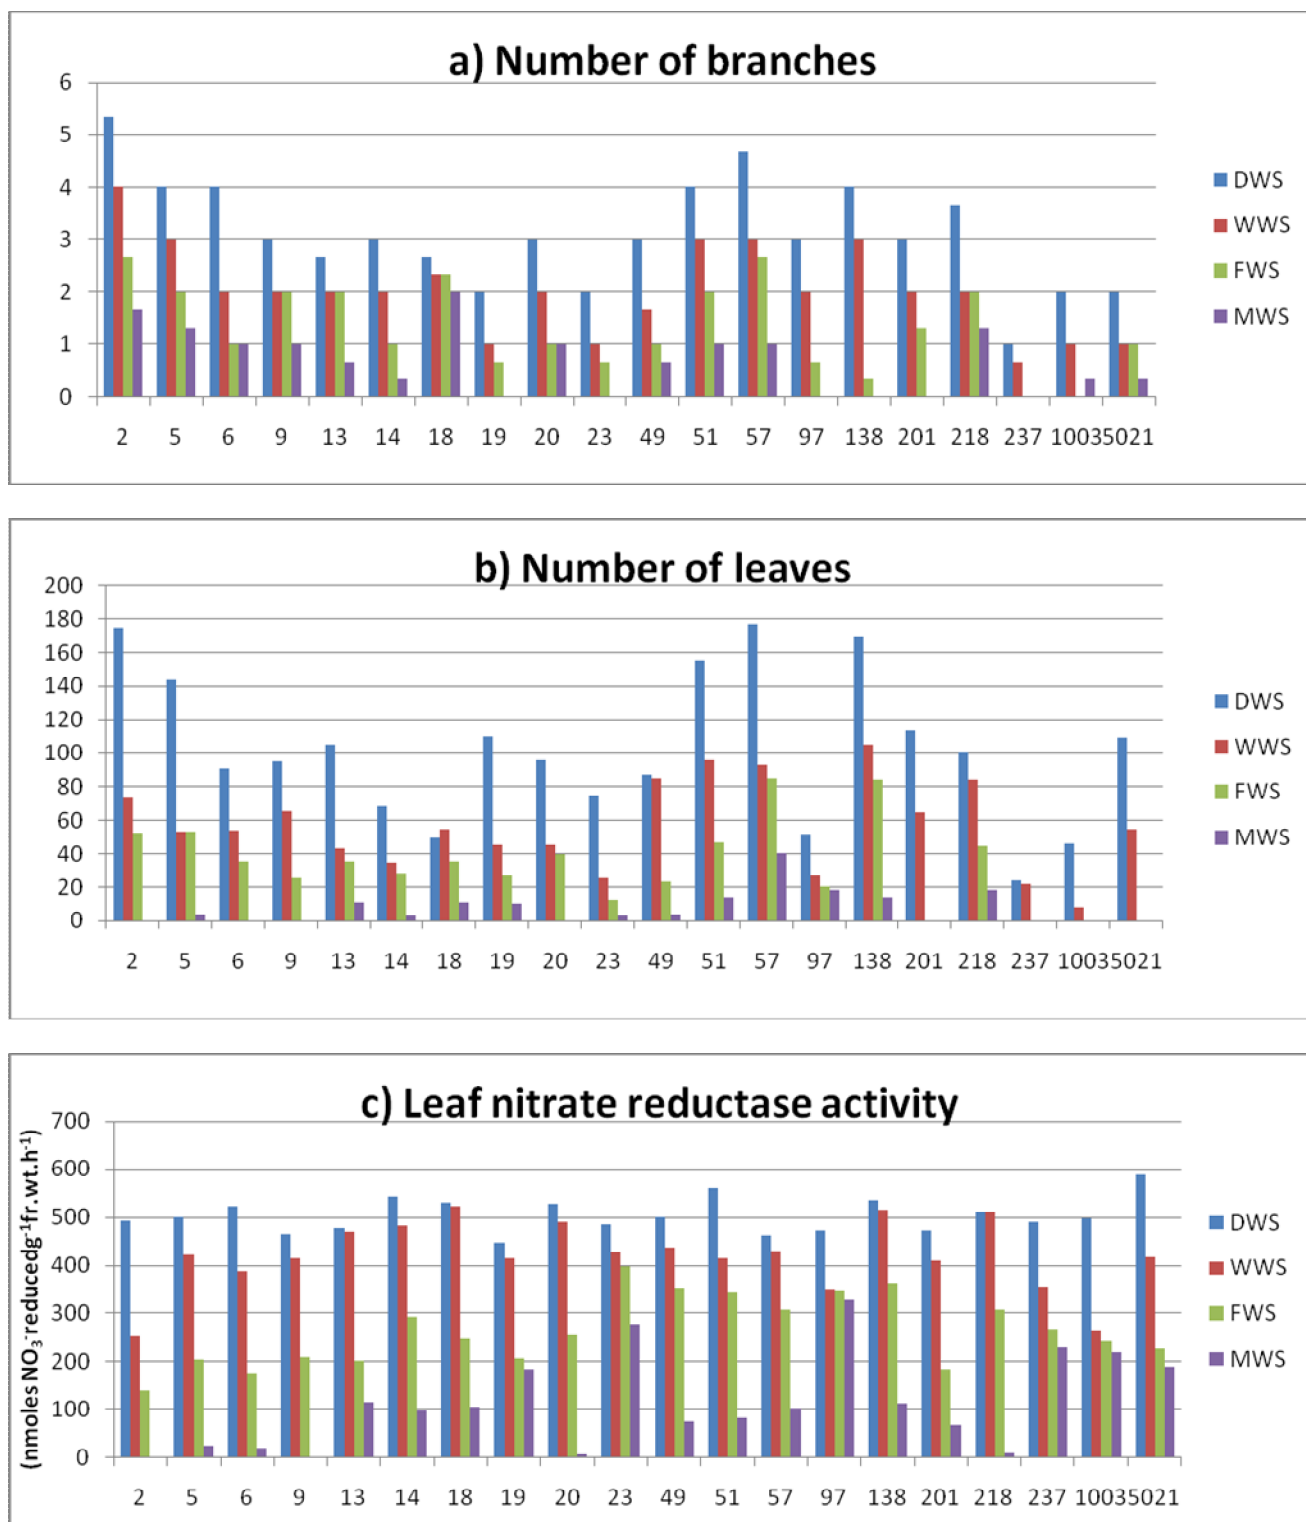 a) Number of branches
6
5
4
3
2
1
0
2 5 6 9 13 14 18 19 20 23 49 51 57 97 138 201 218 237 10035021
DWS
WWS
FWS
MWS
b) Number of leaves
200
180
160
140
120
100
80
60
40
20
0
2 5 6 9 13 14 18 19 20 23 49 51 57 97 138 201 218 237 10035021
DWS
WWS
FWS
MWS
c) Leaf nitrate reductase activity
(nmoles NO₃⁻reducedg⁻¹fr.wt.h⁻¹)
700
600
500
400
300
200
100
0
2 5 6 9 13 14 18 19 20 23 49 51 57 97 138 201 218 237 10035021
DWS
WWS
FWS
MWS